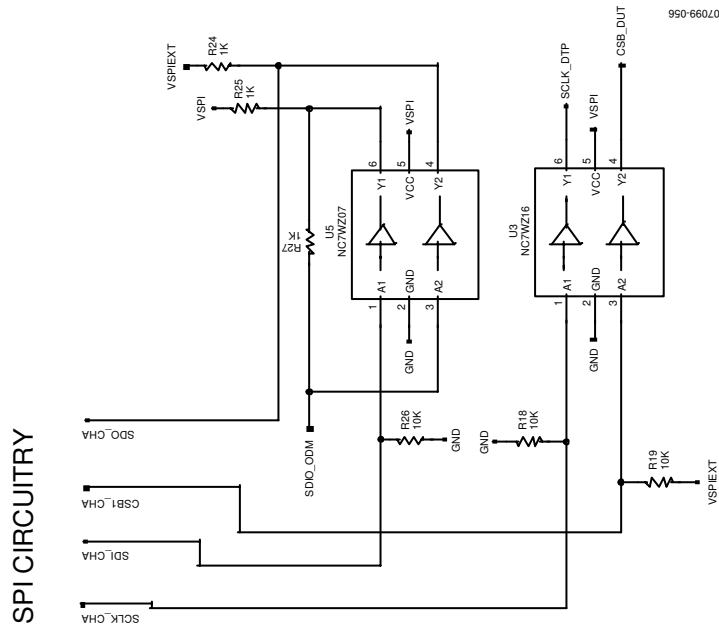 SPI CIRCUITRY
SDO_CHA
CSB1_CHA
SDI_CHA
SCLK_CHA
VSPIEXT
R24
1K
VSPI
R25
1K
R27
1K
SDIO_ODM
U5
NC7WZ07
6
5
4
Y1
VCC
Y2
VSPI
A1
GND
A2
1
2
3
GND
R26
10K
GND
SCLK_DTP
CSB_DUT
VSPI
6
5
4
Y1
VCC
Y2
U3
NC7WZ16
A1
GND
A2
1
2
3
GND
R18
10K
GND
R19
10K
VSPIEXT
07099-056